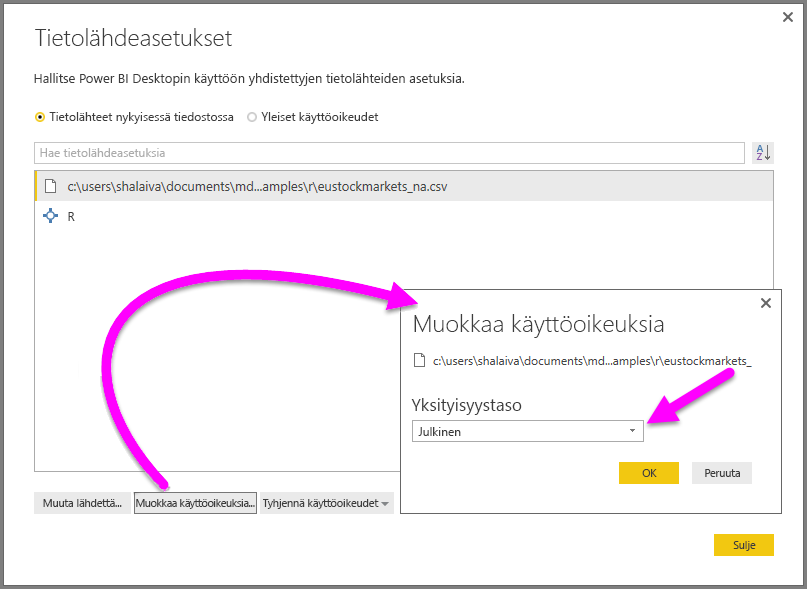 Tietolähdeasetukset
Hallitse Power BI Desktopin käyttöön yhdistettyjen tietolähteiden asetuksia.
Tietolähteet nykyisessä tiedostossa Yleiset käyttöoikeudet
Hae tietolähdeasetuksia
A
Z
c:\users\shalaiva\documents\md...amples\r\eustockmarkets_na.csv
R
Muokkaa käyttöoikeuksia
c:\users\shalaiva\documents\md...amples\r\eustockmarkets_
Yksityisyystaso
Julkinen
OK Peruuta
Muuta lähdettä... Muokkaa käyttöoikeuksia... Tyhjennä käyttöoikeudet
Sulje